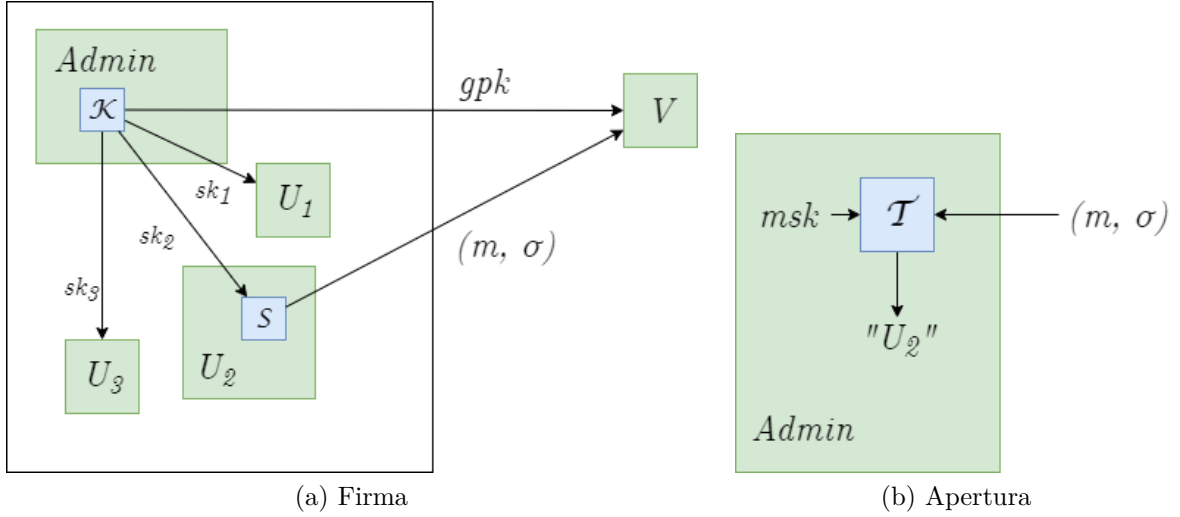 Admin
𝒦
gpk
V
sk₁
U₁
sk₂
(m, σ)
S
sk₃
U₂
U₃
(a) Firma
msk
𝒯
(m, σ)
"U₂"
Admin
(b) Apertura